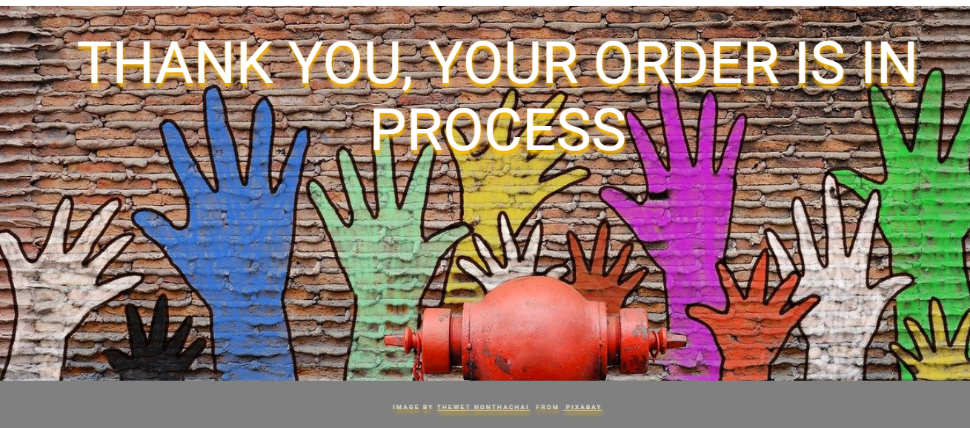 THANK YOU, YOUR ORDER IS IN
PROCESS
IMAGE BY THEWET NONTHACHAI FROM PIXABAY